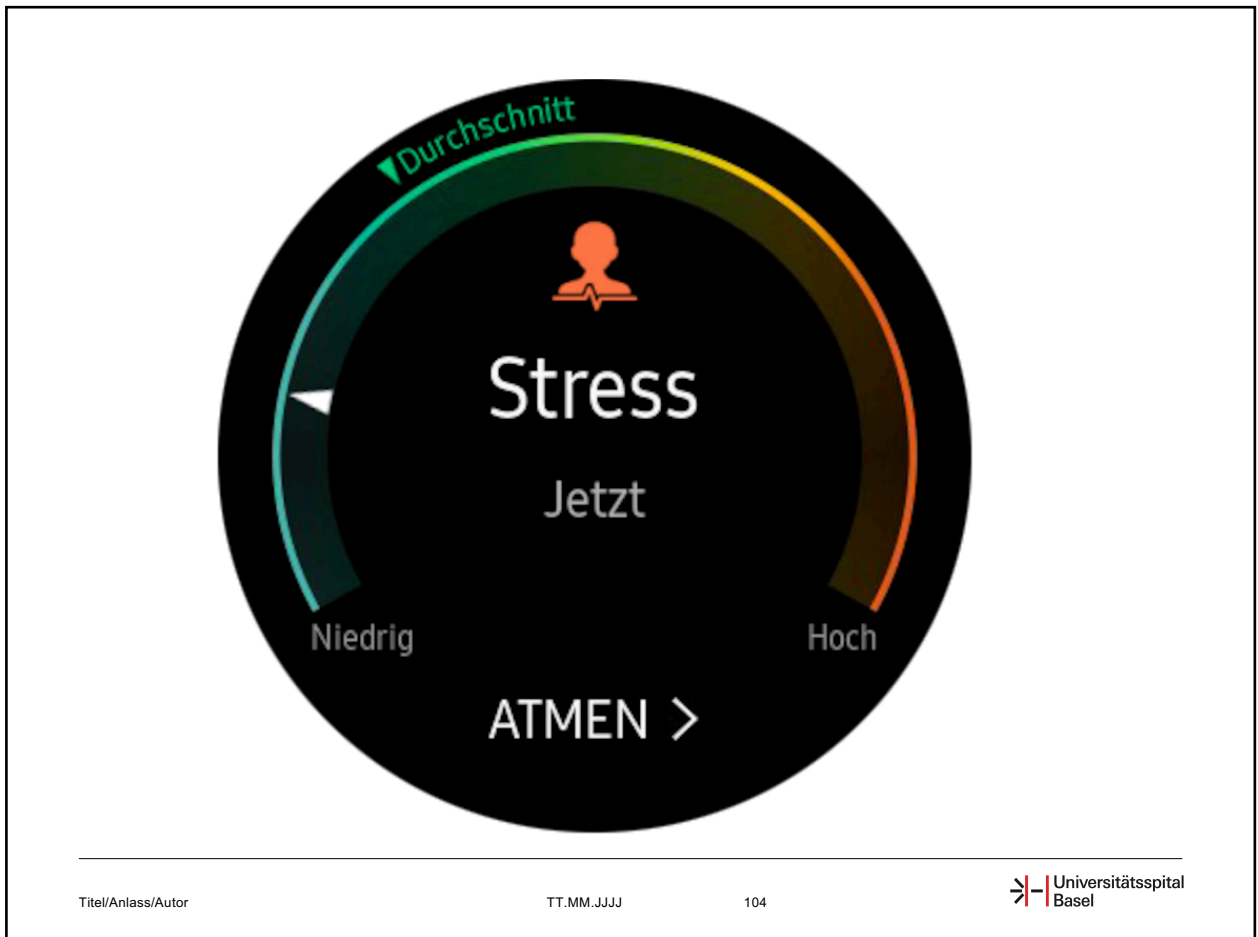 Durchschnitt
Stress
Jetzt
Niedrig
Hoch
ATMEN >
Titel/Anlass/Autor
TT.MM.JJJJ
104
Universitätsspital
Basel